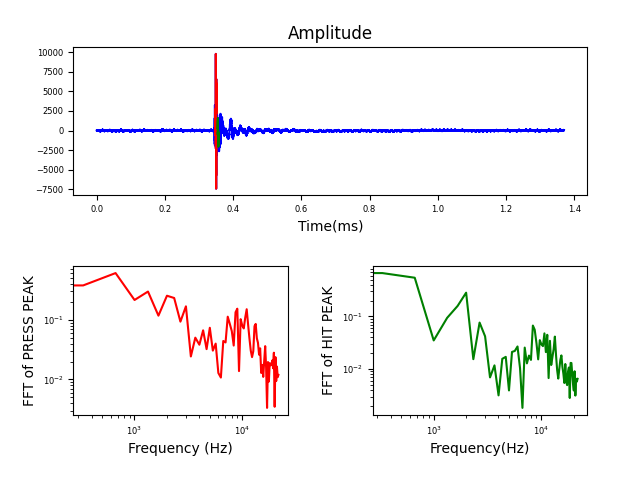 Amplitude
10000
7500
5000
2500
0
−2500
−5000
−7500
0.0 0.2 0.4 0.6 0.8 1.0 1.2 1.4
Time(ms)
FFT of PRESS PEAK
10⁻¹
10⁻²
10³ 10⁴
Frequency (Hz)
FFT of HIT PEAK
10⁻¹
10⁻²
10³ 10⁴
Frequency(Hz)